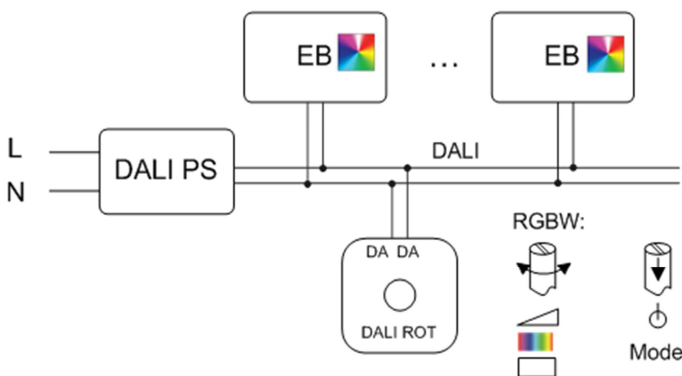 EB
...
EB
L
DALI PS
DALI
N
RGBW:
DA DA
DALI ROT
Mode